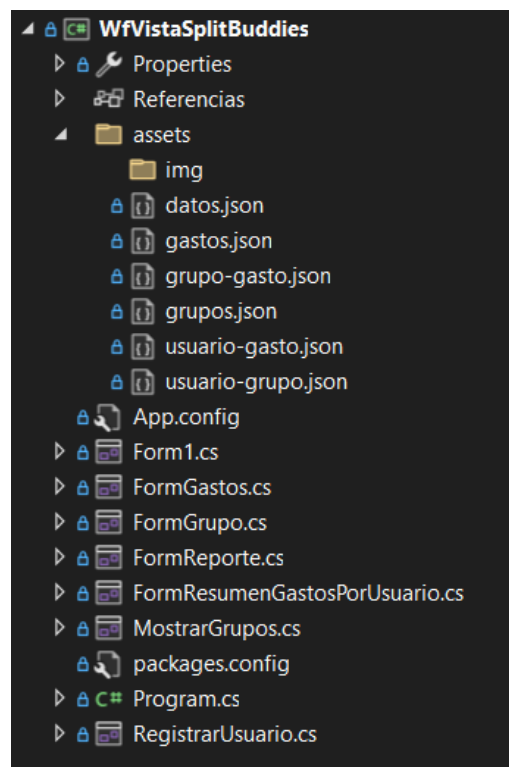 C# WfVistaSplitBuddies
Properties
Referencias
assets
img
datos.json
gastos.json
grupo-gasto.json
grupos.json
usuario-gasto.json
usuario-grupo.json
App.config
Form1.cs
FormGastos.cs
FormGrupo.cs
FormReporte.cs
FormResumenGastosPorUsuario.cs
MostrarGrupos.cs
packages.config
C# Program.cs
RegistrarUsuario.cs